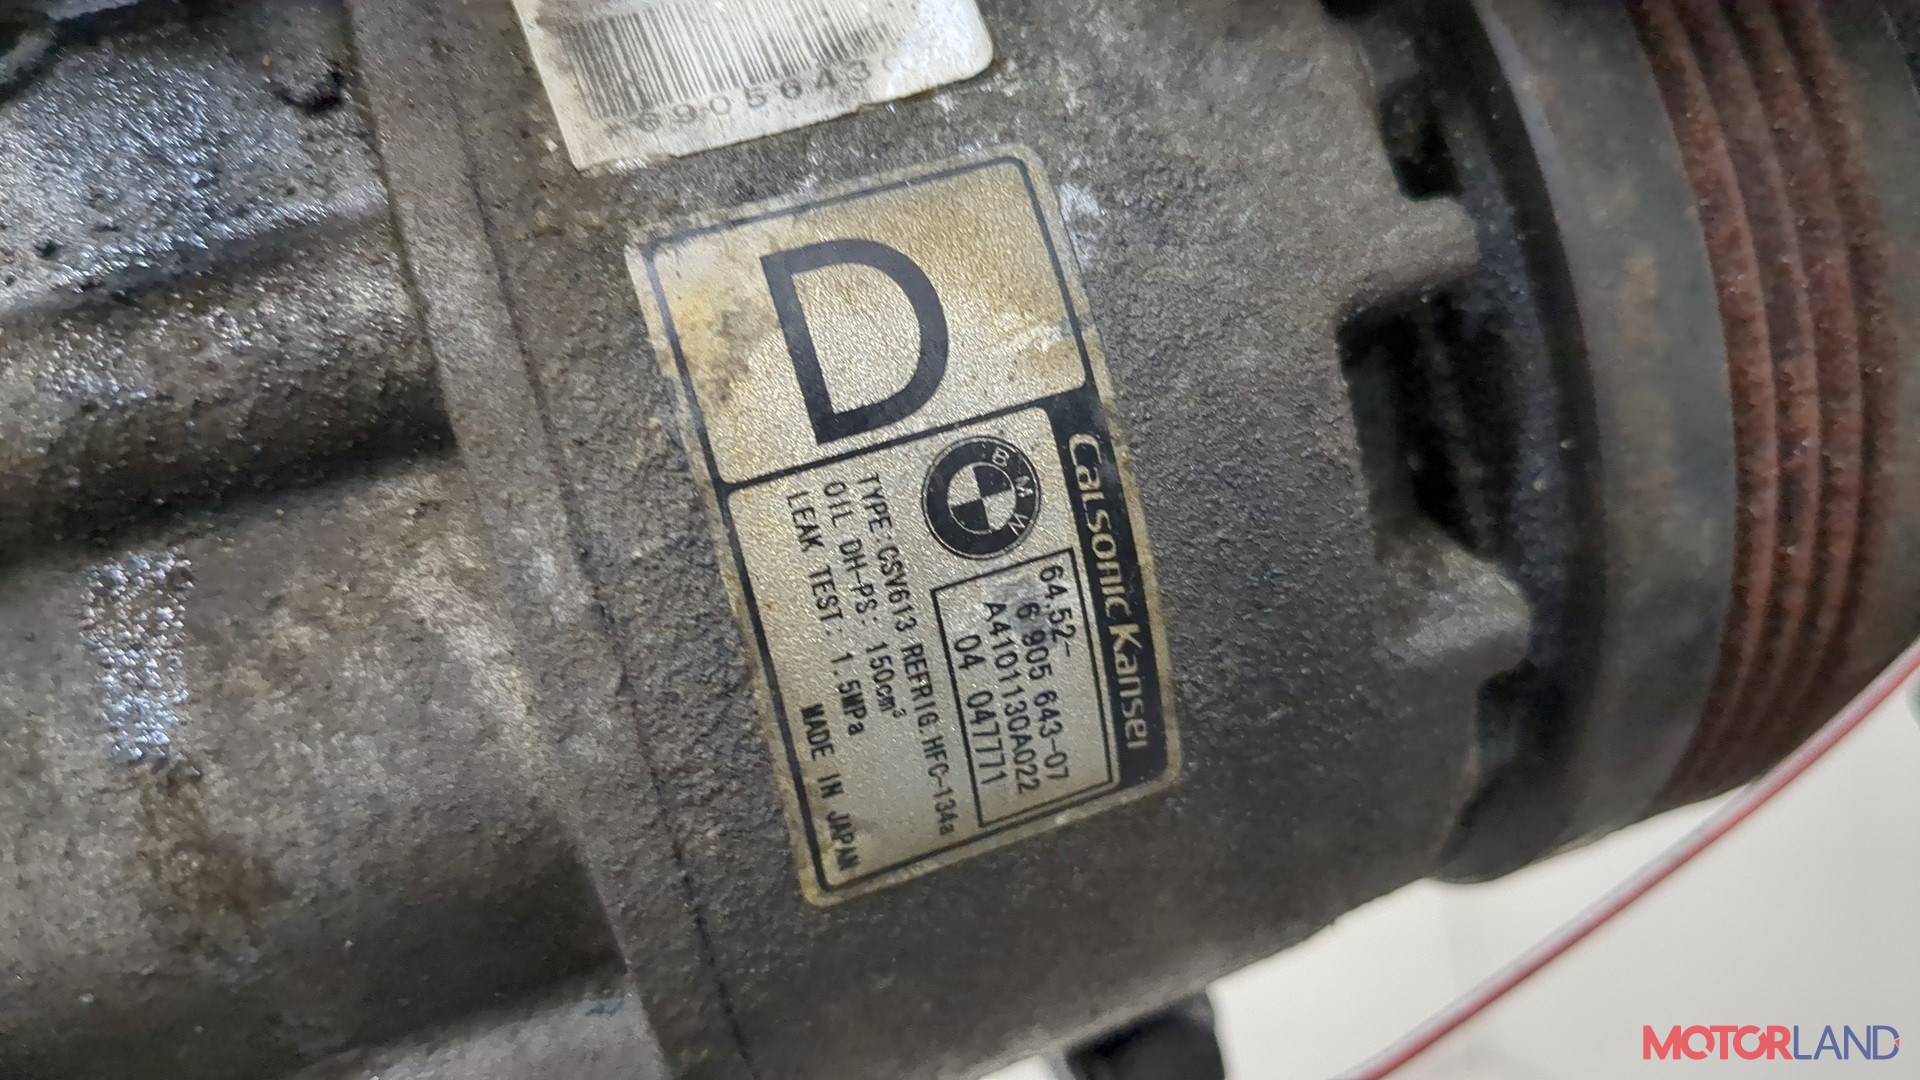 6905643
D
Calsonic Kansei
BMW
64.52-
6 905 643-07
A41011130A022
04 047771
TYPE:CSV613 REFRIG.HFC-134a
OIL DH-PS: 150cm³
LEAK TEST: 1.5MPa
MADE IN JAPAN
MOTORLAND